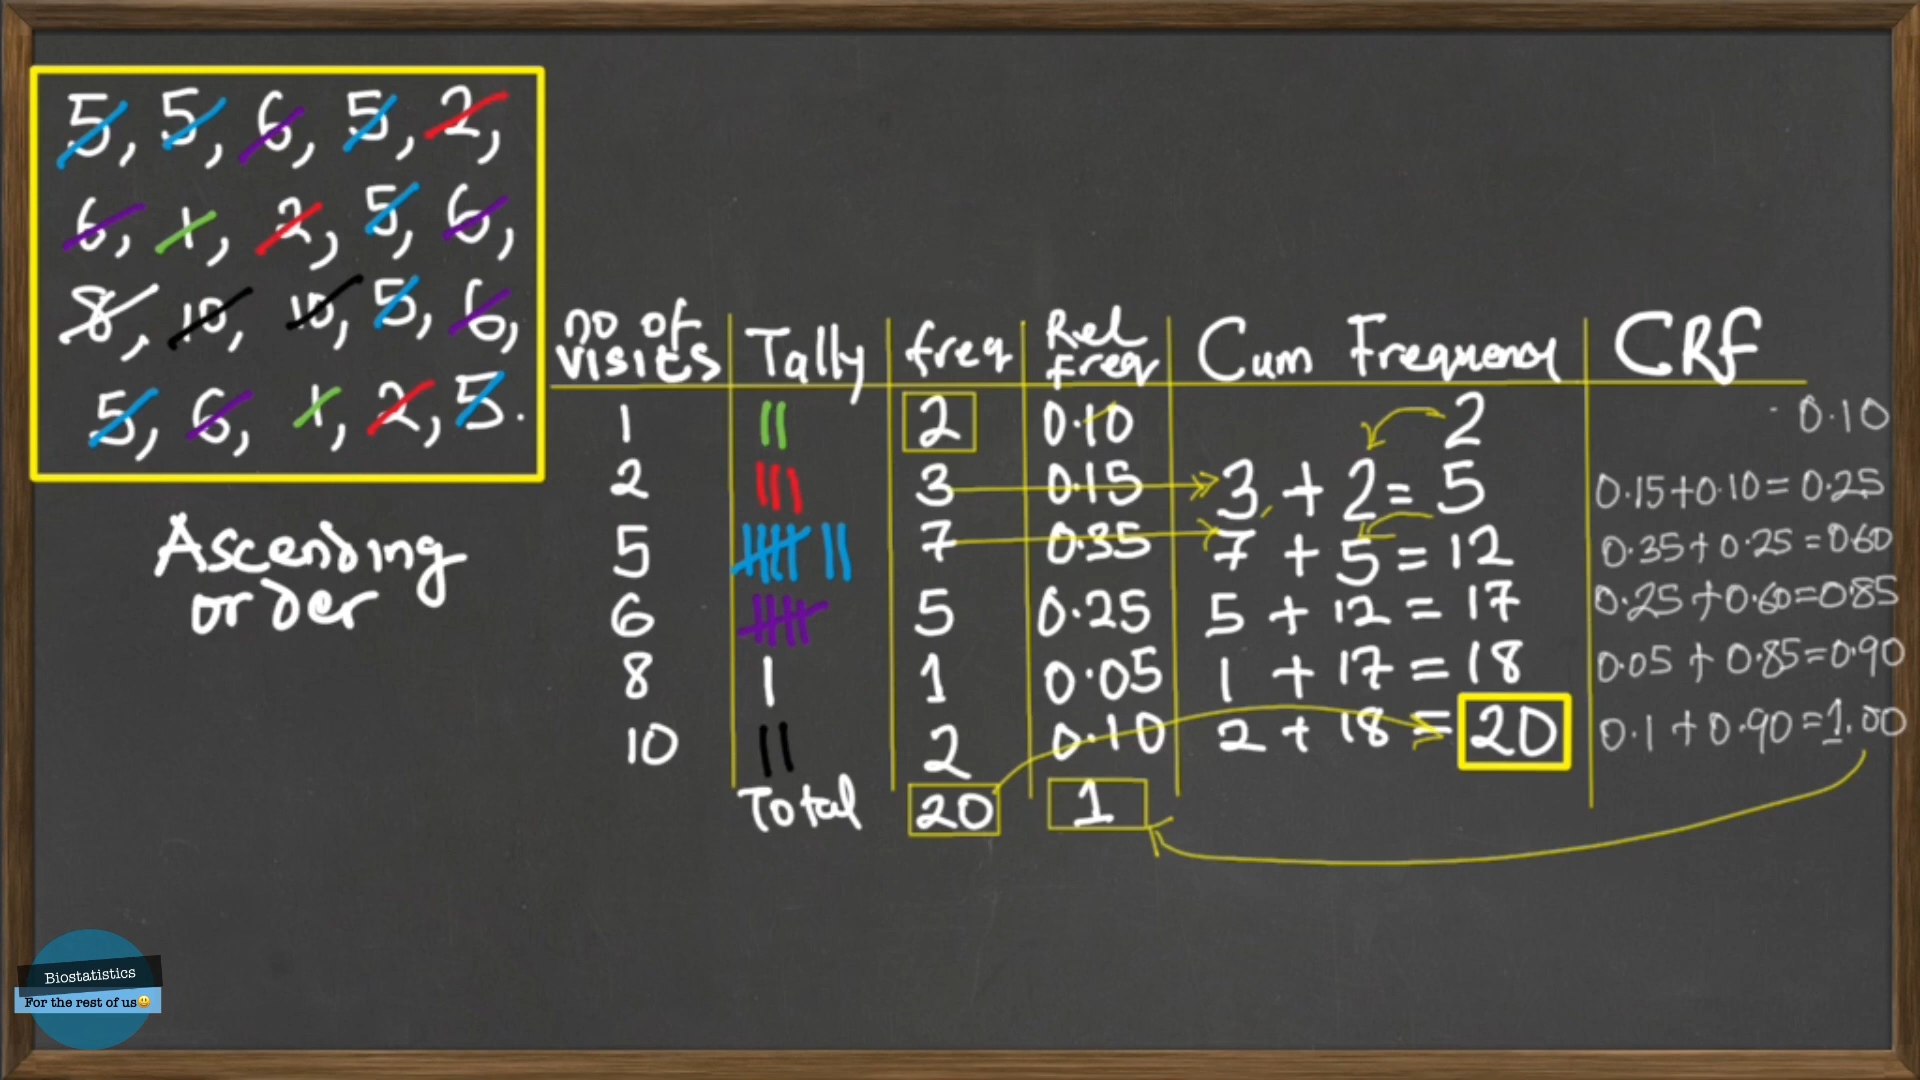 5, 5, 6, 5, 2,
6, 1, 2, 5, 6,
8, 10, 10, 5, 6,
5, 6, 1, 2, 5.
Ascending
order
no of visits Tally freq Rel Freq Cum Frequency CRF
1 || 2 0.10 2 0.10
2 ||| 3 0.15 3 + 2 = 5 0.15+0.10=0.25
5 7 0.35 7 + 5 = 12 0.35+0.25=0.60
6 5 0.25 5 + 12 = 17 0.25+0.60=0.85
8 | 1 0.05 1 + 17 = 18 0.05+0.85=0.90
10 || 2 0.10 2 + 18 = 20 0.1+0.90=1.00
Total 20 1
Biostatistics
For the rest of us😃